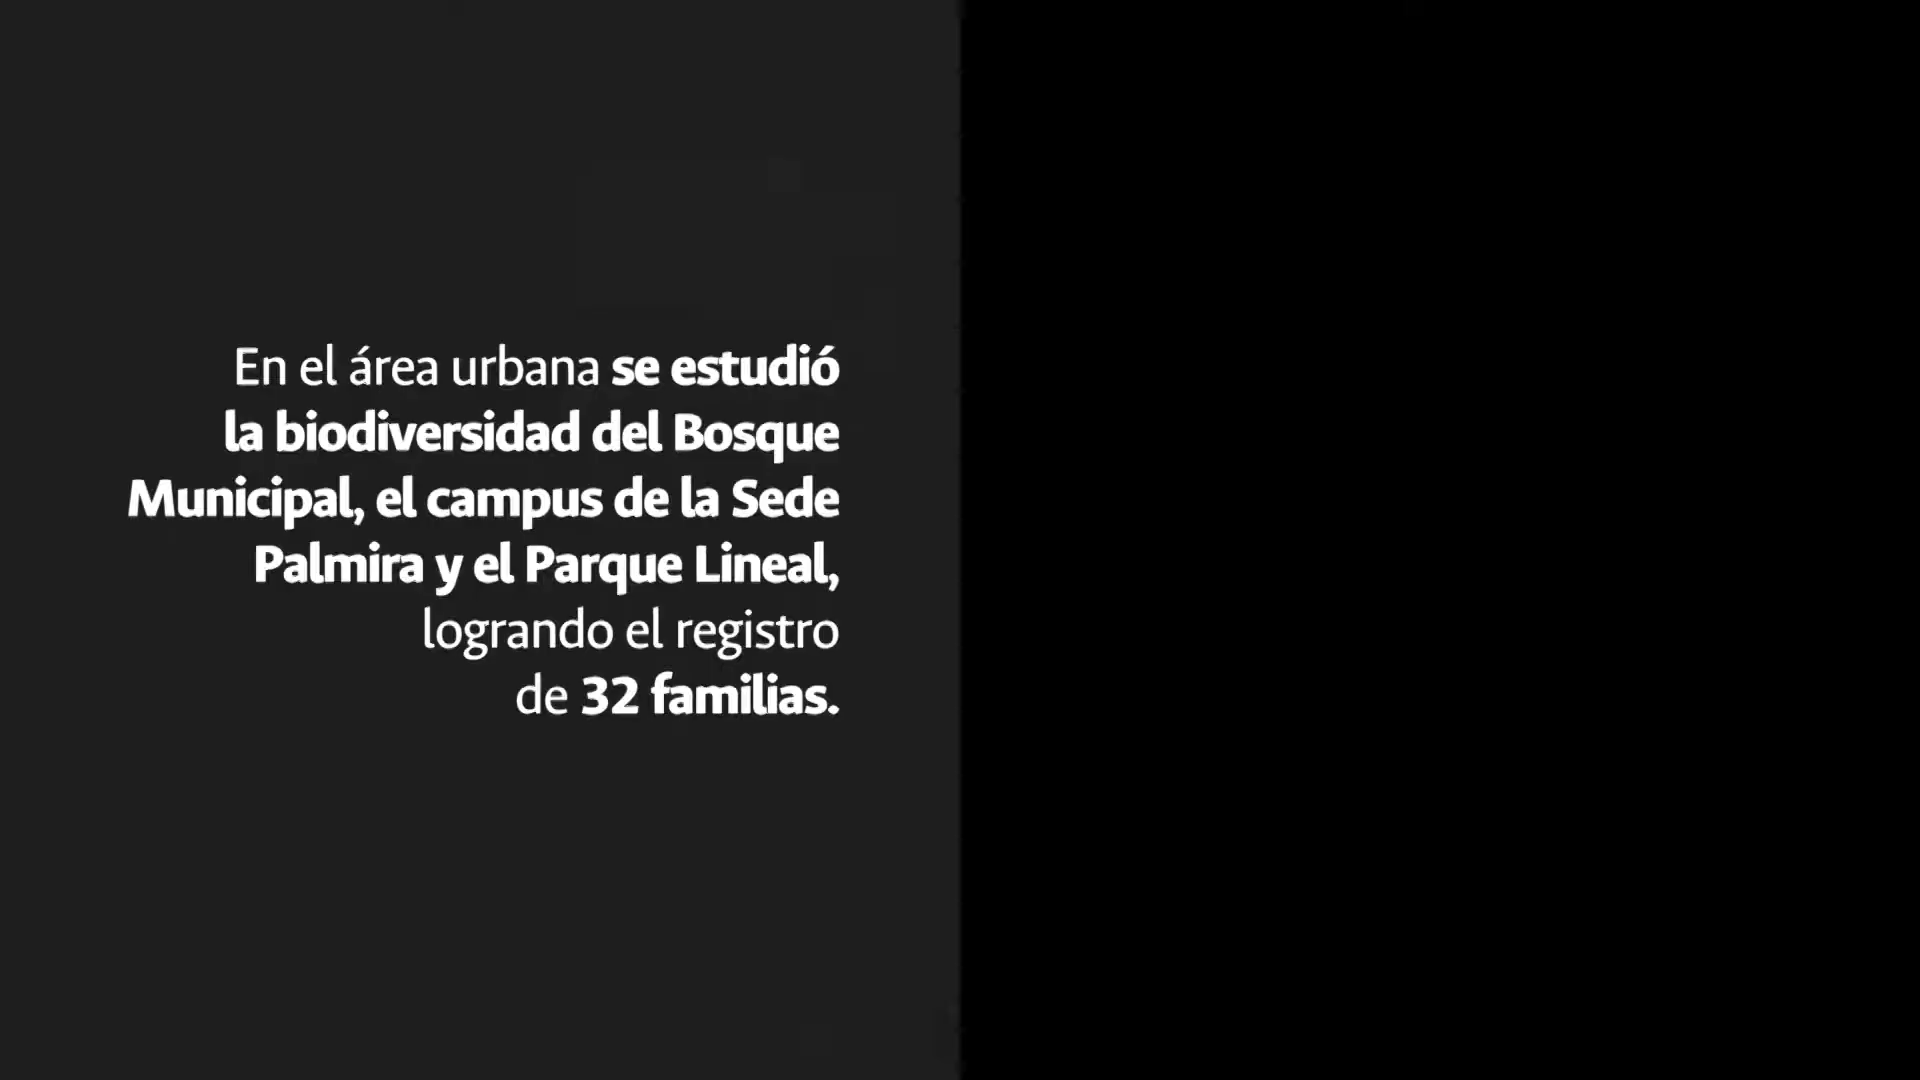 En el área urbana se estudió
la biodiversidad del Bosque
Municipal, el campus de la Sede
Palmira y el Parque Lineal,
logrando el registro
de 32 familias.